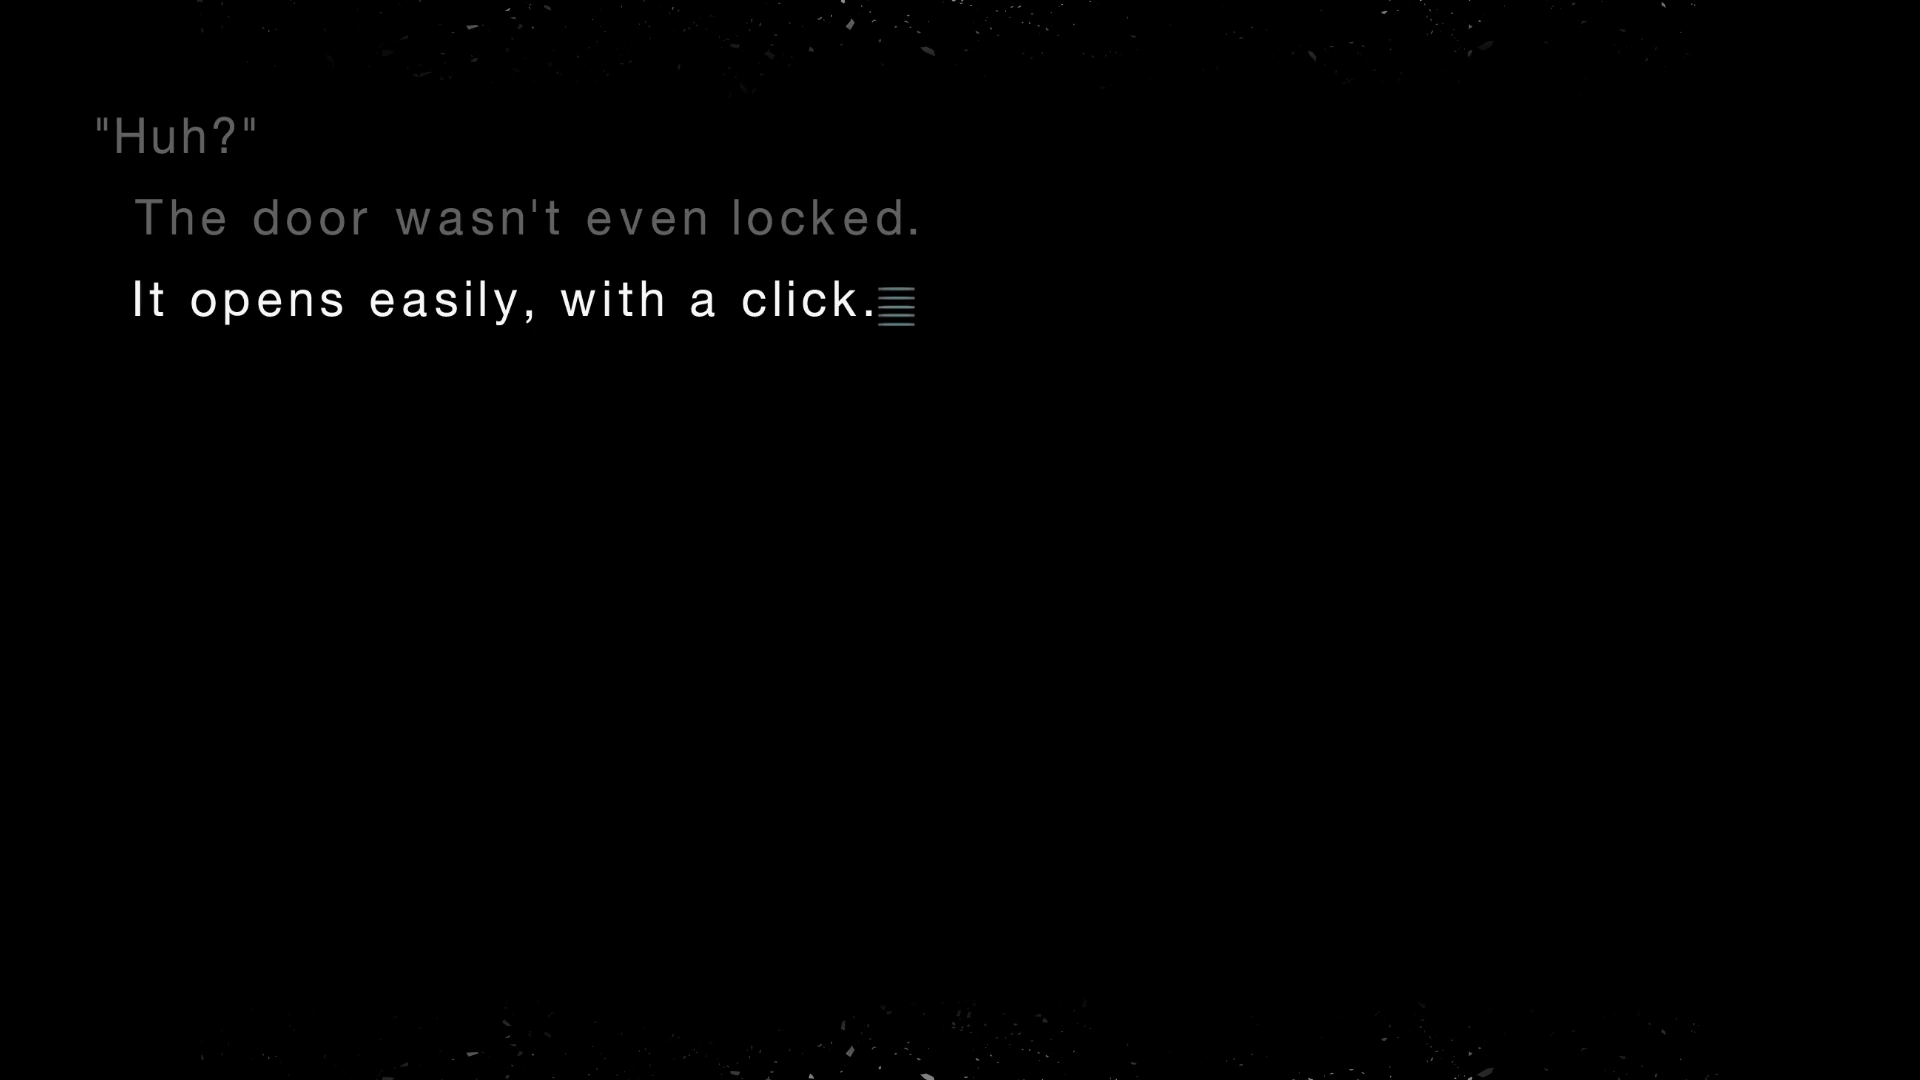 "Huh?"
The door wasn't even locked.
It opens easily, with a click.